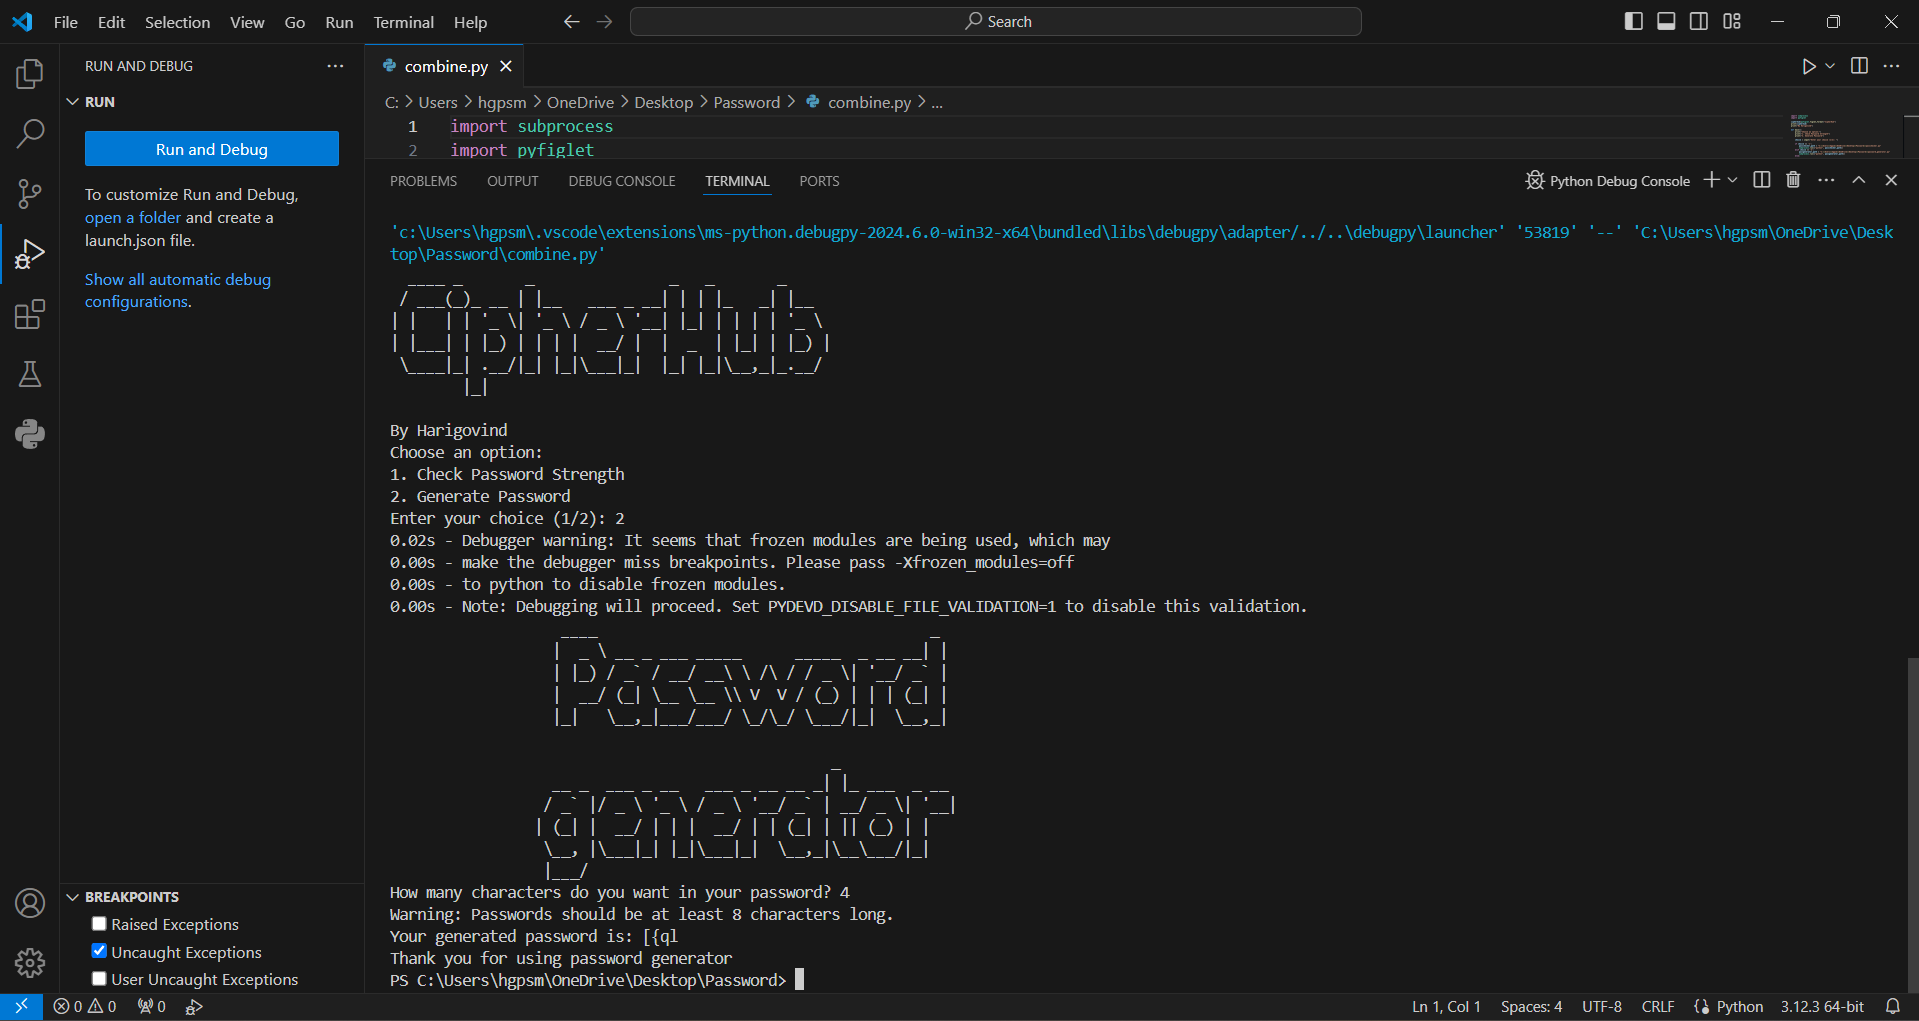 File Edit Selection View Go Run Terminal Help
Search
RUN AND DEBUG
combine.py
RUN
C: > Users > hgpsm > OneDrive > Desktop > Password > combine.py > ...
Run and Debug
To customize Run and Debug,
open a folder and create a
launch.json file.
Show all automatic debug
configurations.
1 import subprocess
2 import pyfiglet
PROBLEMS OUTPUT DEBUG CONSOLE TERMINAL PORTS
Python Debug Console
'c:\Users\hgpsm\.vscode\extensions\ms-python.debugpy-2024.6.0-win32-x64\bundled\libs\debugpy\adapter/../..\debugpy\launcher' '53819' '--' 'C:\Users\hgpsm\OneDrive\Desk
top\Password\combine.py'
CipherHub
By Harigovind
Choose an option:
1. Check Password Strength
2. Generate Password
Enter your choice (1/2): 2
0.02s - Debugger warning: It seems that frozen modules are being used, which may
0.00s - make the debugger miss breakpoints. Please pass -Xfrozen_modules=off
0.00s - to python to disable frozen modules.
0.00s - Note: Debugging will proceed. Set PYDEVD_DISABLE_FILE_VALIDATION=1 to disable this validation.
Password
generator
How many characters do you want in your password? 4
Warning: Passwords should be at least 8 characters long.
Your generated password is: [{ql
Thank you for using password generator
PS C:\Users\hgpsm\OneDrive\Desktop\Password>
BREAKPOINTS
Raised Exceptions
Uncaught Exceptions
User Uncaught Exceptions
0 0 0
Ln 1, Col 1 Spaces: 4 UTF-8 CRLF Python 3.12.3 64-bit